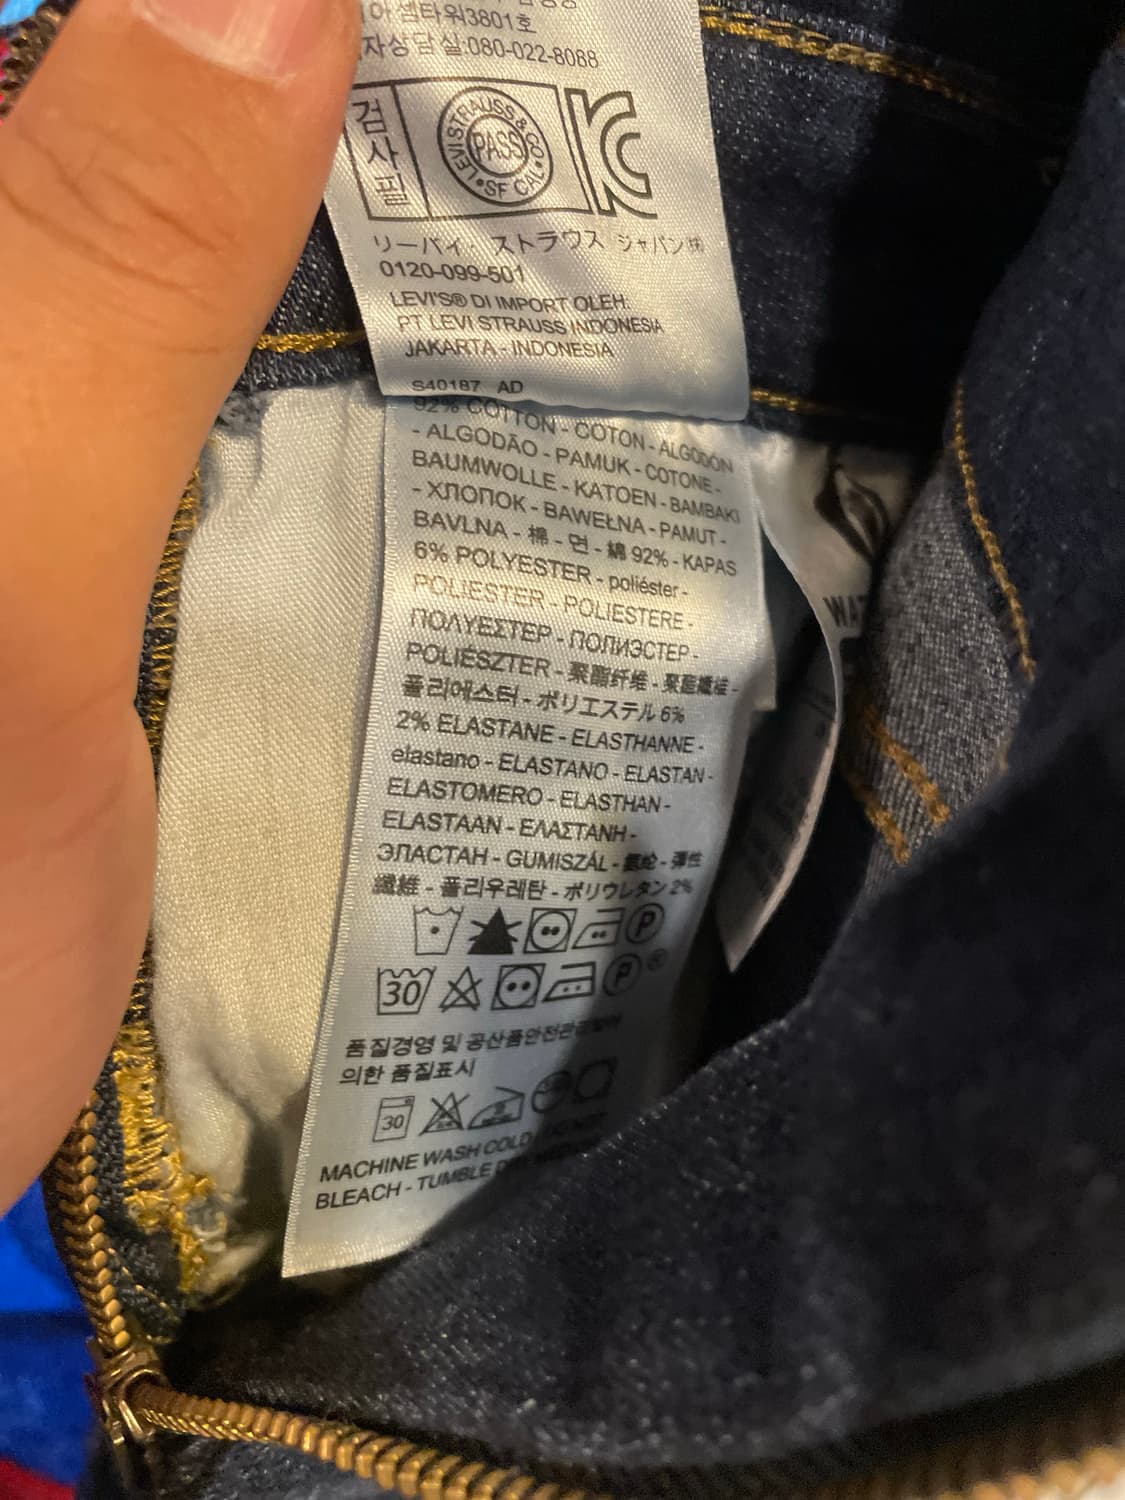 아셈타워3801호
자상담실:080-022-8088
검사필
LEVI STRAUSS & CO
PASS
SF CAL
리ーバイ・ストラウス ジャパン㈱
0120-099-501
LEVI'S® DI IMPORT OLEH:
PT LEVI STRAUSS INDONESIA
JAKARTA - INDONESIA
S40187 AD
92% COTTON - COTON - ALGODÓN
- ALGODÃO - PAMUK - COTONE -
BAUMWOLLE - KATOEN - BAMBAKI
- ХЛОПОК - BAWEŁNA - PAMUT -
BAVLNA - 棉 - 면 - 綿 92% - KAPAS
6% POLYESTER - poliéster -
POLIESTER - POLIESTERE -
ΠΟΛΥΕΣΤΕΡ - ПОЛИЭСТЕР -
POLIÉSZTER - 聚酯纤维 - 聚酯纖維 -
폴리에스터 - ポリエステル 6%
2% ELASTANE - ELASTHANNE -
elastano - ELASTANO - ELASTAN -
ELASTOMERO - ELASTHAN -
ELASTAAN - ΕΛΑΣΤΑΝΗ -
ЭЛАСТАН - GUMISZÁL - 氨纶 - 彈性
纖維 - 폴리우레탄 - ポリウレタン 2%
P
30 P ®
품질경영 및 공산품안전관리법에
의한 품질표시
30
MACHINE WASH COLD
BLEACH - TUMBLE